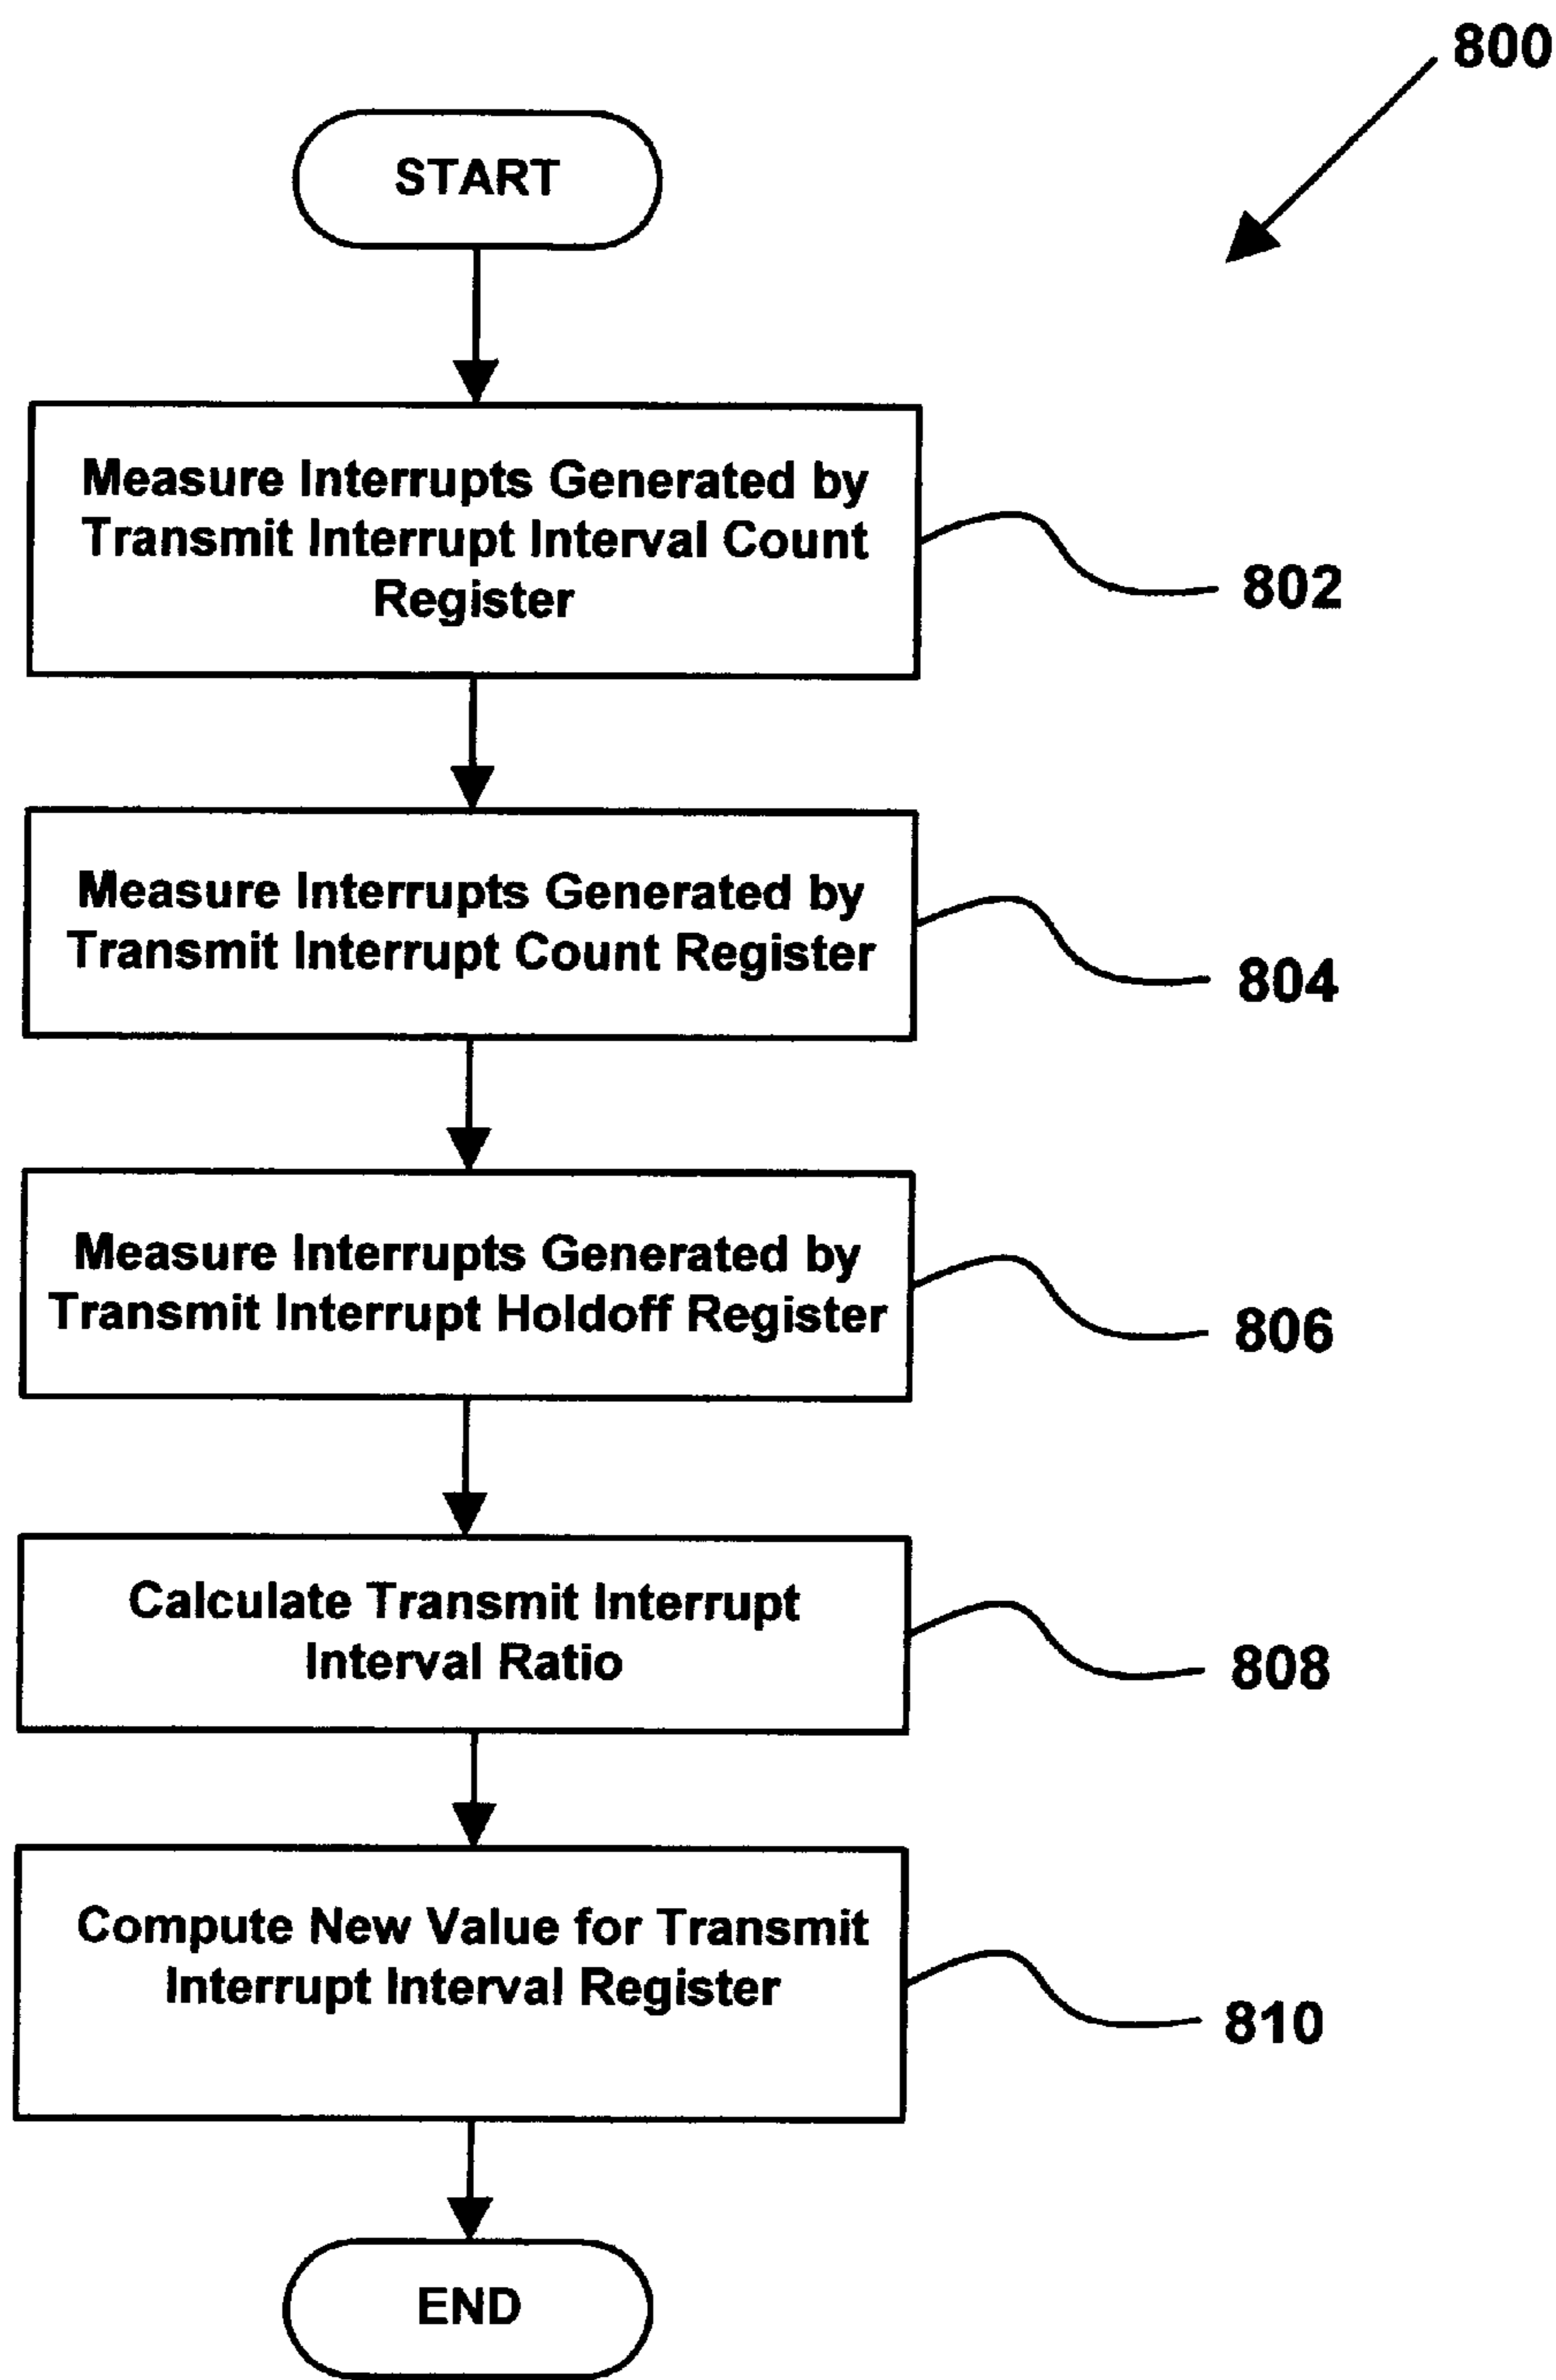 800
START
Measure Interrupts Generated by
Transmit Interrupt Interval Count
Register
802
Measure Interrupts Generated by
Transmit Interrupt Count Register
804
Measure Interrupts Generated by
Transmit Interrupt Holdoff Register
806
Calculate Transmit Interrupt
Interval Ratio
808
Compute New Value for Transmit
Interrupt Interval Register
810
END